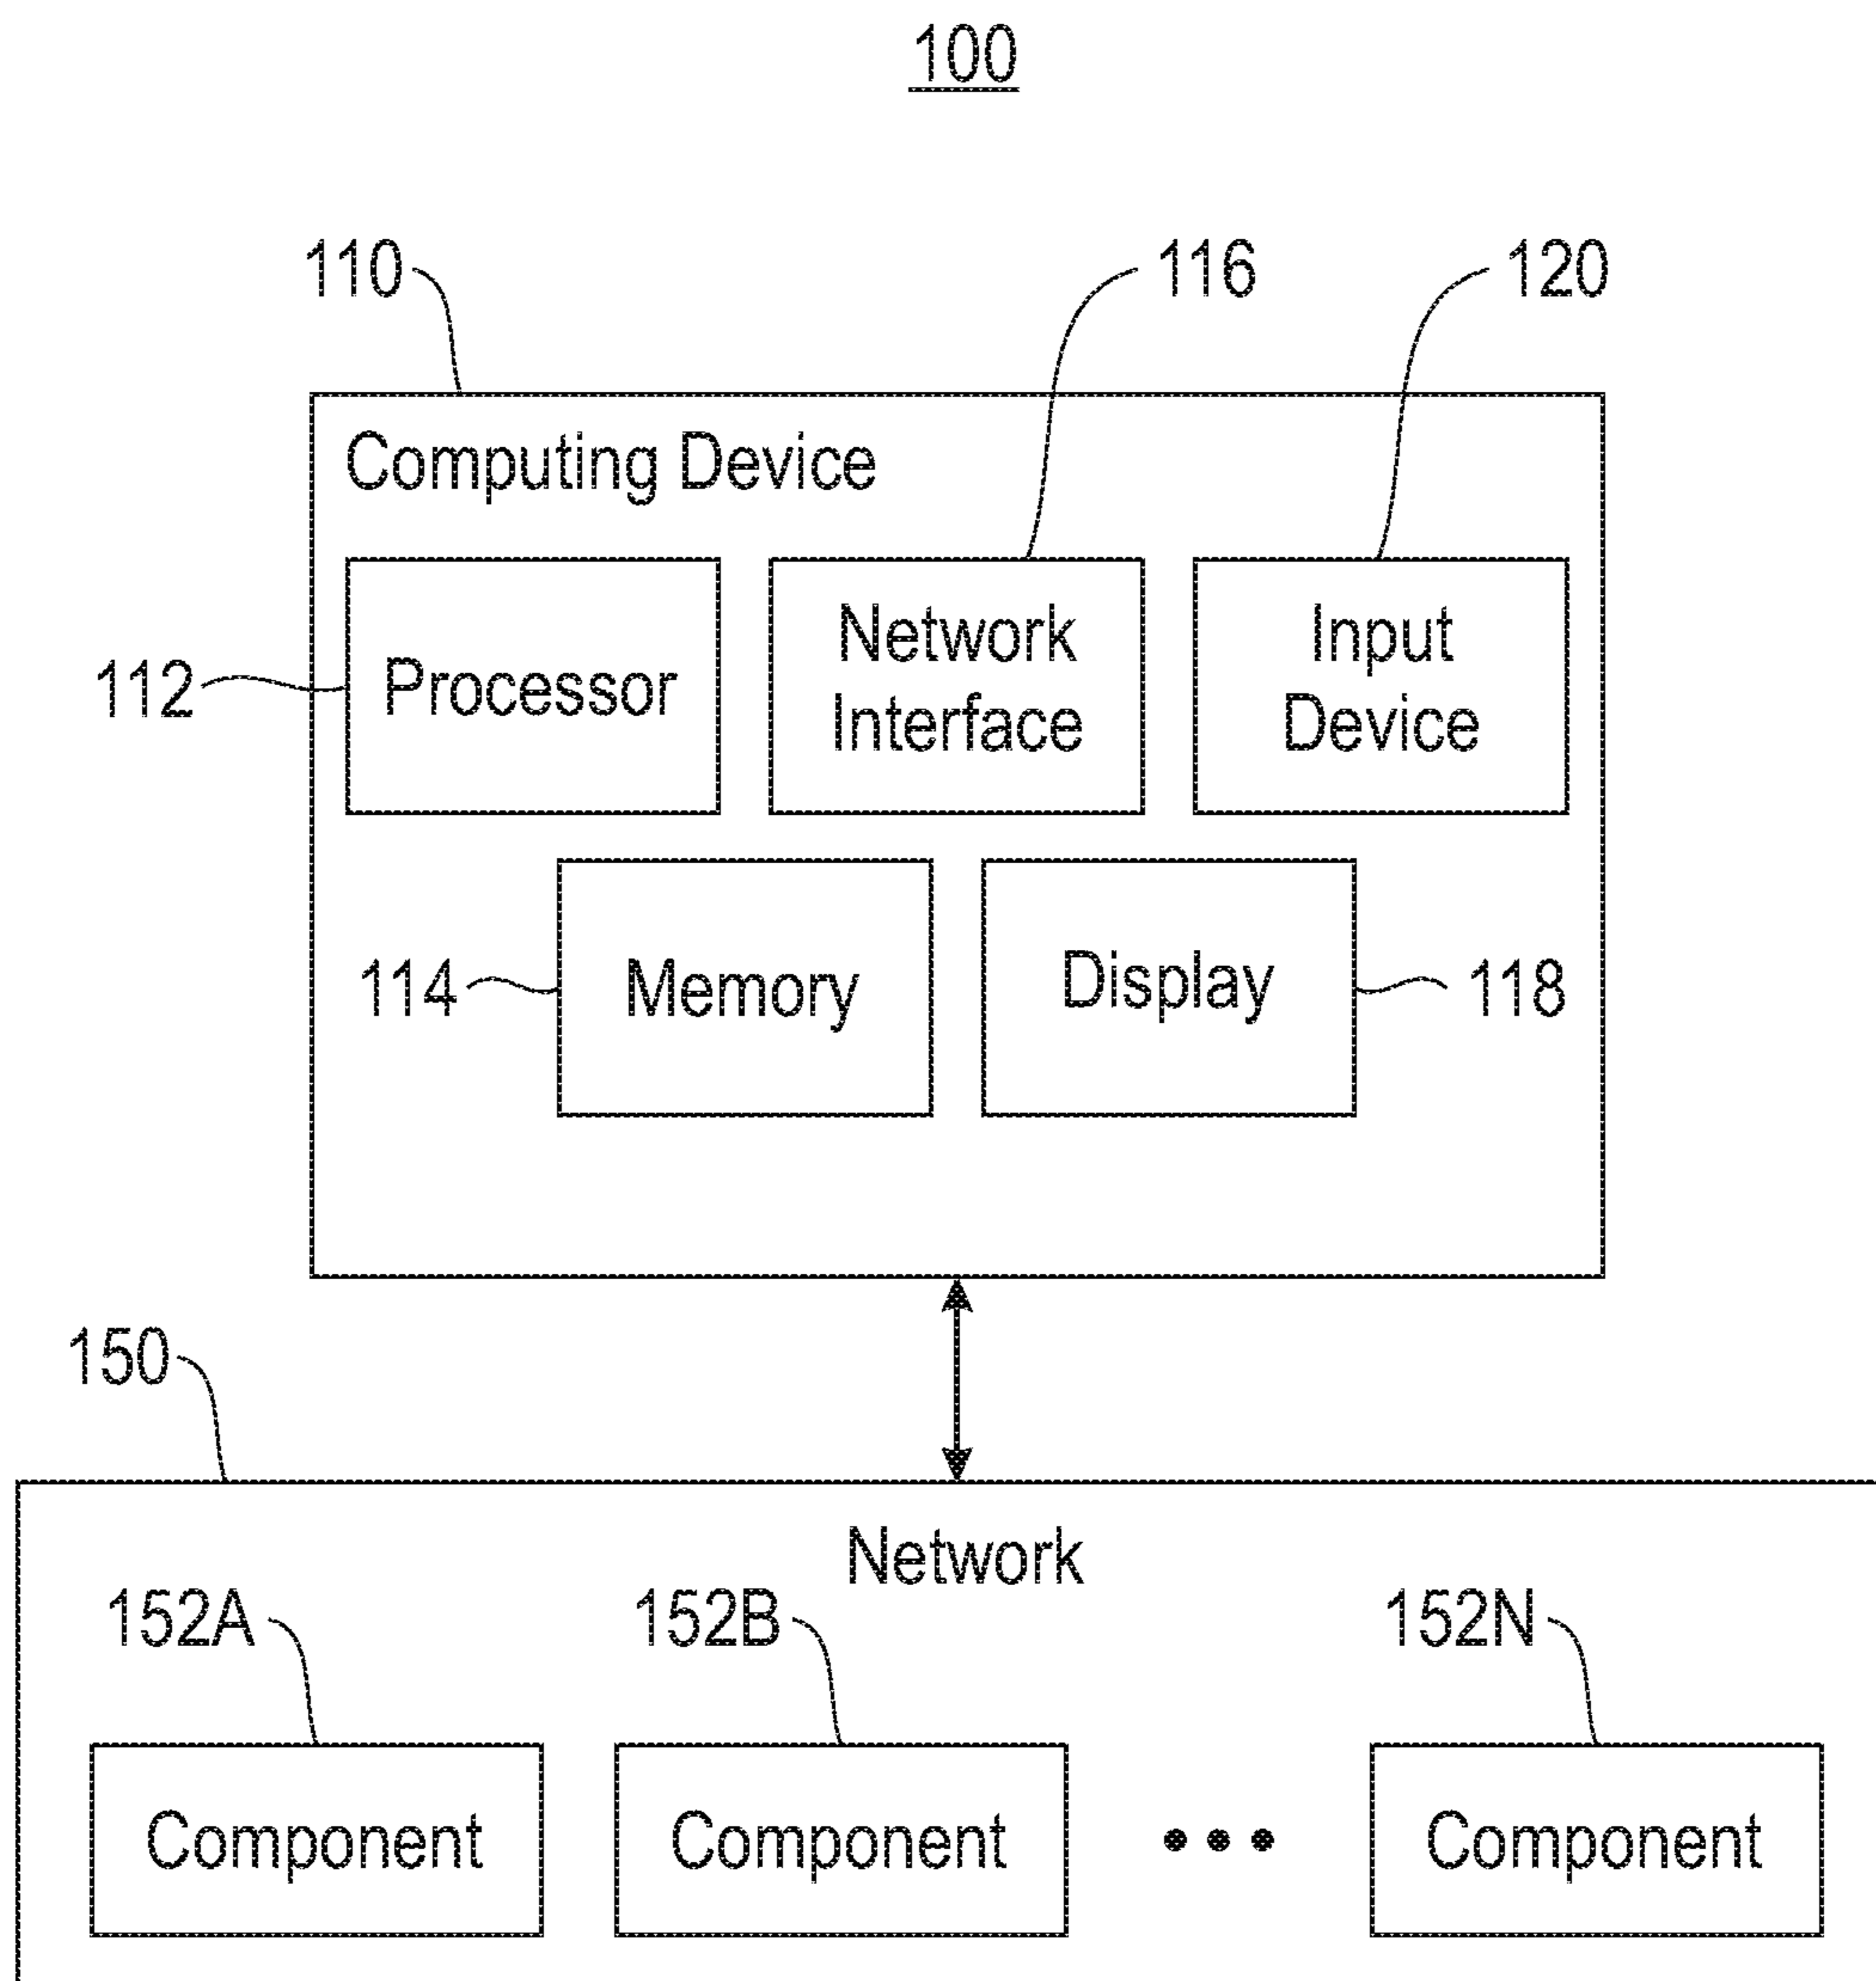 100
110
116
120
Computing Device
Processor
Network
Interface
Input
Device
112
114
Memory
Display
118
150
Network
152A
152B
152N
Component
Component
Component